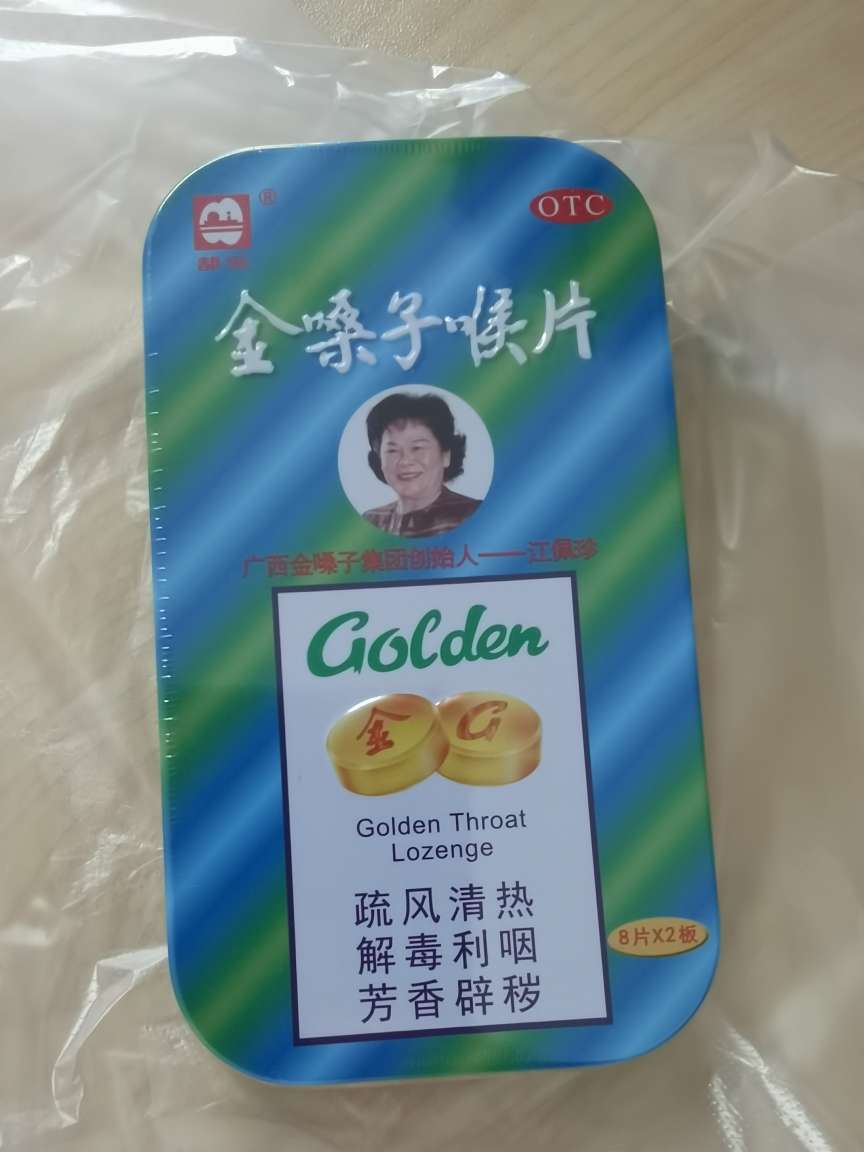 ®
OTC
都乐
金嗓子喉片
广西金嗓子集团创始人——江佩珍
Golden
金 G
Golden Throat
Lozenge
疏风清热
解毒利咽
芳香辟秽
8片X2板